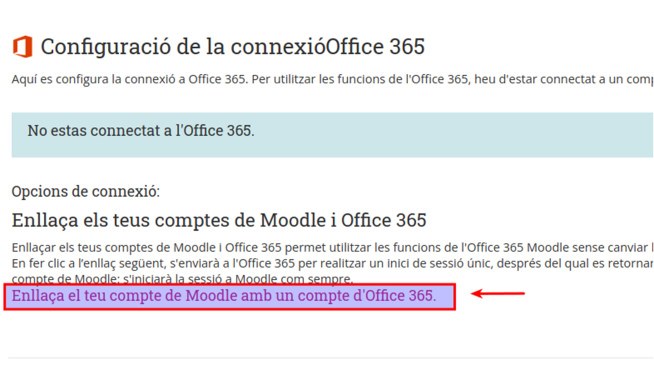 Configuració de la connexióOffice 365
Aquí es configura la connexió a Office 365. Per utilitzar les funcions de l'Office 365, heu d'estar connectat a un
No estas connectat a l'Office 365.
Opcions de connexió:
Enllaça els teus comptes de Moodle i Office 365
Enllaçar els teus comptes de Moodle i Office 365 permet utilitzar les funcions de l'Office 365 Moodle sense canviar
En fer clic a l'enllaç següent, s'enviarà a l'Office 365 per realitzar un inici de sessió únic, després del qual es
compte de Moodle; s'iniciarà la sessió a Moodle com sempre.
Enllaça el teu compte de Moodle amb un compte d'Office 365.